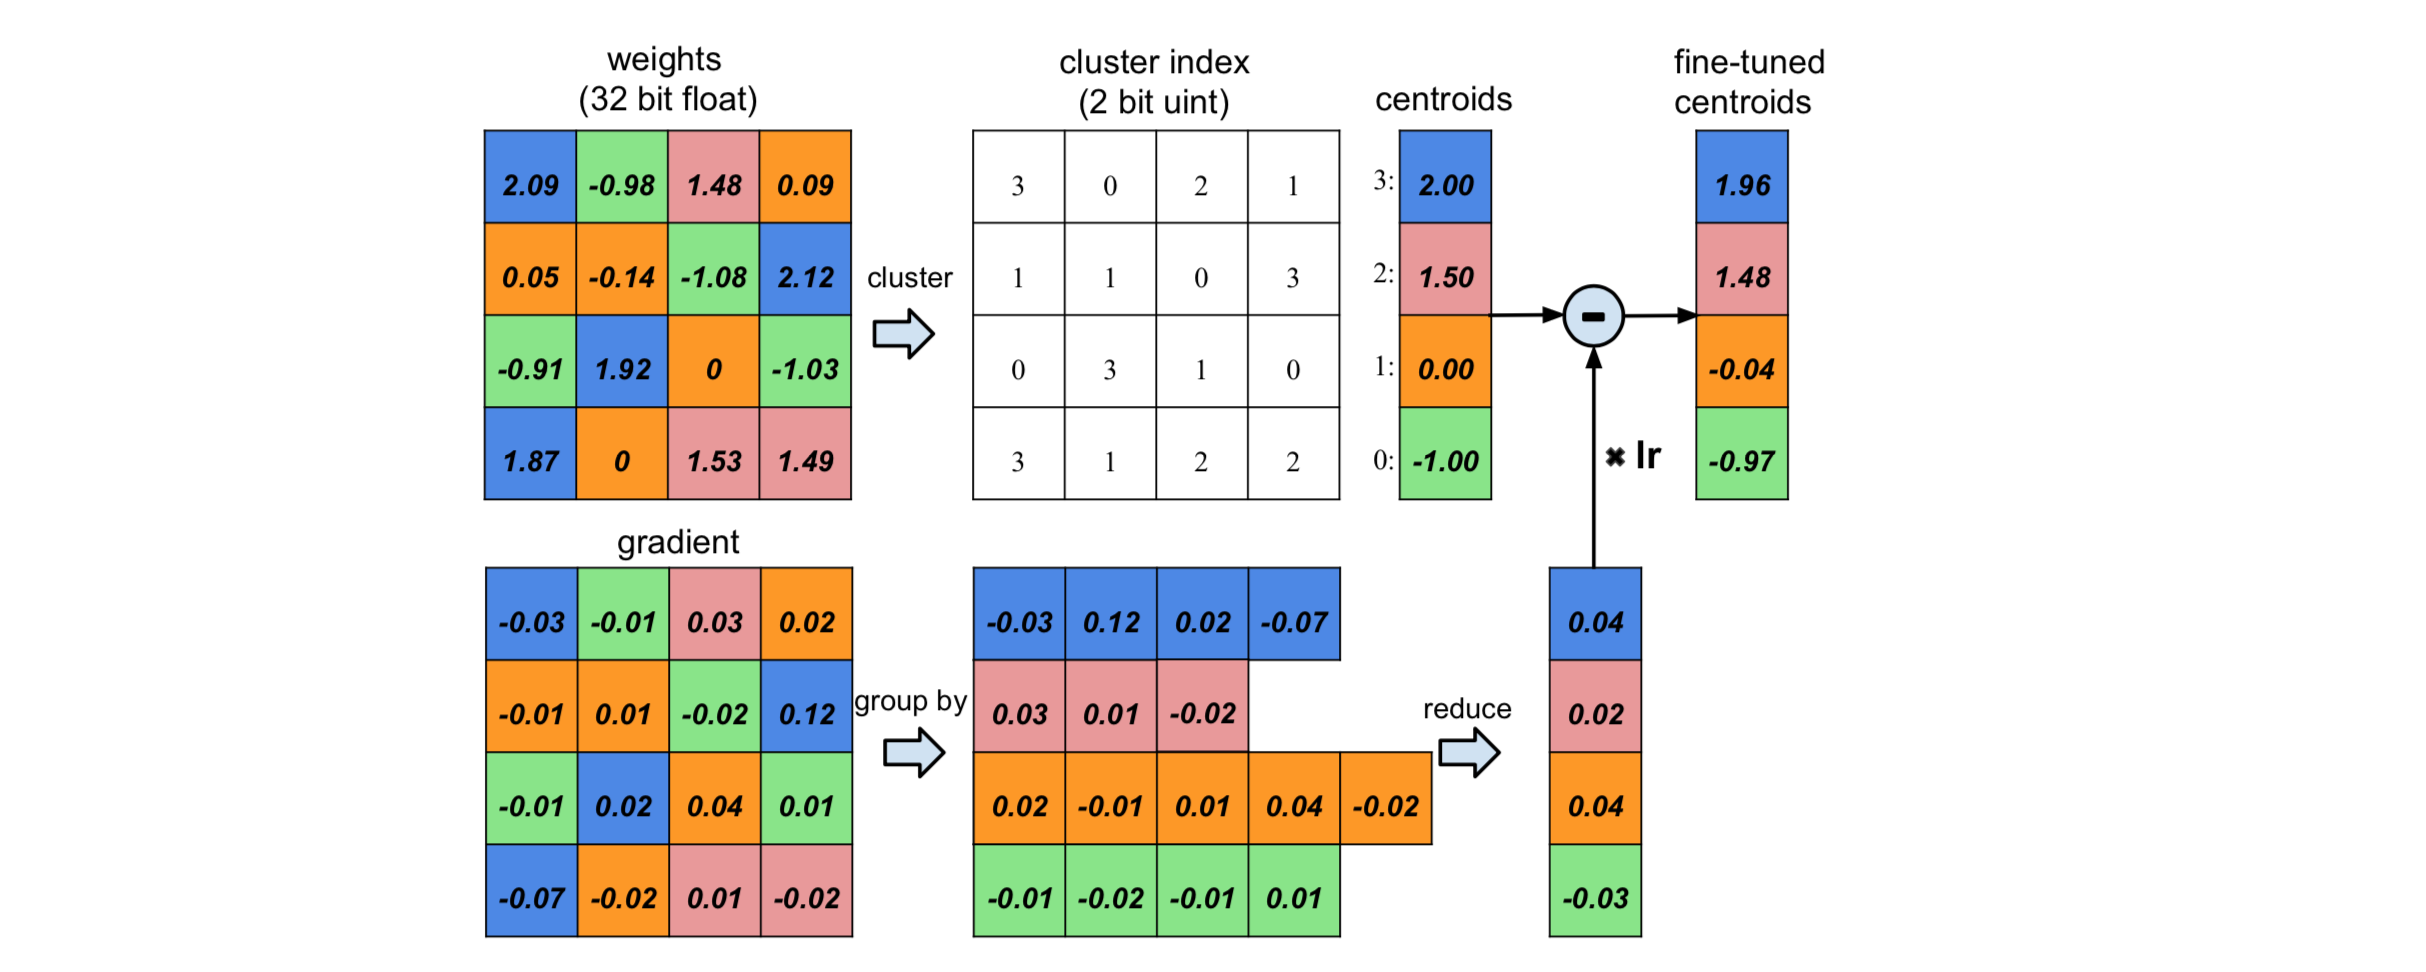 weights
(32 bit float)
cluster index
(2 bit uint)
centroids
fine-tuned
centroids
2.09 -0.98 1.48 0.09
0.05 -0.14 -1.08 2.12
-0.91 1.92 0 -1.03
1.87 0 1.53 1.49
cluster
3 0 2 1
1 1 0 3
0 3 1 0
3 1 2 2
3: 2.00
2: 1.50
1: 0.00
0: -1.00
-
× lr
1.96
1.48
-0.04
-0.97
gradient
-0.03 -0.01 0.03 0.02
-0.01 0.01 -0.02 0.12
-0.01 0.02 0.04 0.01
-0.07 -0.02 0.01 -0.02
group by
-0.03 0.12 0.02 -0.07
0.03 0.01 -0.02
0.02 -0.01 0.01 0.04 -0.02
-0.01 -0.02 -0.01 0.01
reduce
0.04
0.02
0.04
-0.03